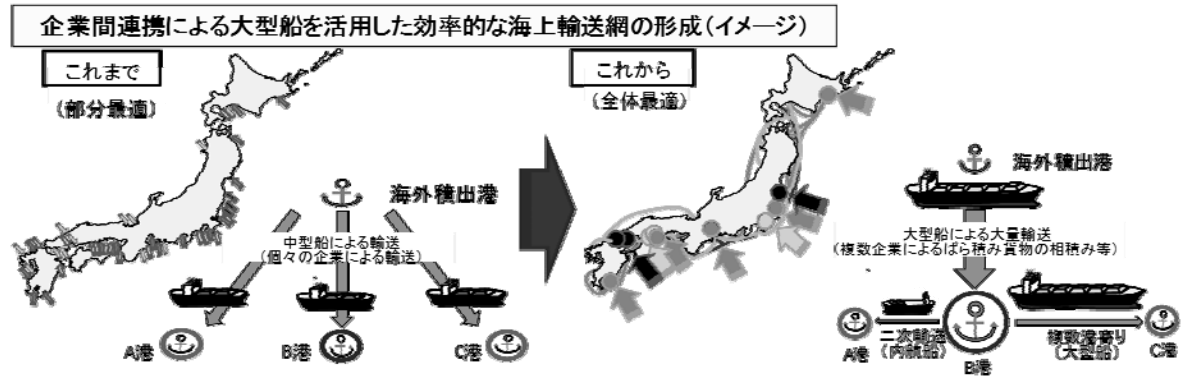 企業間連携による大型船を活用した効率的な海上輸送網の形成(イメージ)
これまで
(部分最適)
海外積出港
中型船による輸送
(個々の企業による輸送)
A港
B港
C港
これから
(全体最適)
海外積出港
大型船による大量輸送
(複数企業によるばら積み貨物の相積み等)
A港
二次輸送
(内航船)
B港
複数港寄り
(大型船)
C港